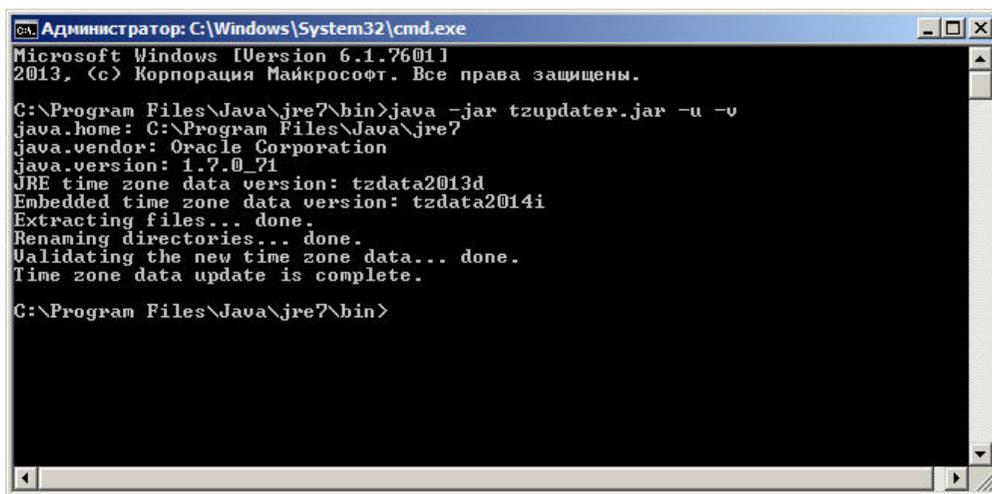 Администратор: C:\Windows\System32\cmd.exe
Microsoft Windows [Version 6.1.7601]
2013, (c) Корпорация Майкрософт. Все права защищены.
C:\Program Files\Java\jre7\bin>java -jar tzupdater.jar -u -v
java.home: C:\Program Files\Java\jre7
java.vendor: Oracle Corporation
java.version: 1.7.0_71
JRE time zone data version: tzdata2013d
Embedded time zone data version: tzdata2014i
Extracting files... done.
Renaming directories... done.
Validating the new time zone data... done.
Time zone data update is complete.
C:\Program Files\Java\jre7\bin>